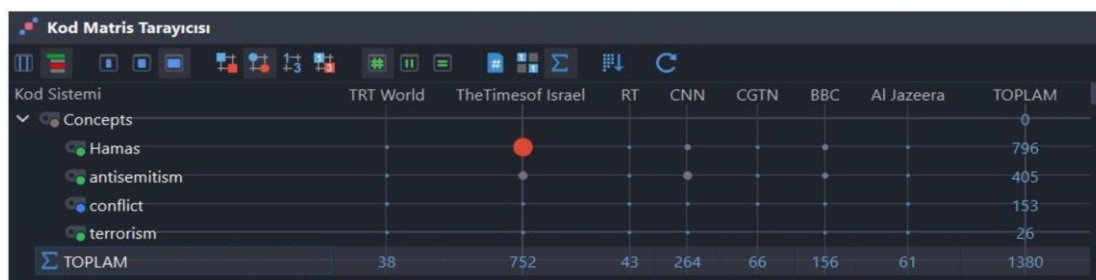 Kod Matris Tarayıcısı
Kod Sistemi TRT World TheTimesof Israel RT CNN CGTN BBC Al Jazeera TOPLAM
Concepts 0
Hamas 796
antisemitism 405
conflict 153
terrorism 26
Σ TOPLAM 38 752 43 264 66 156 61 1380